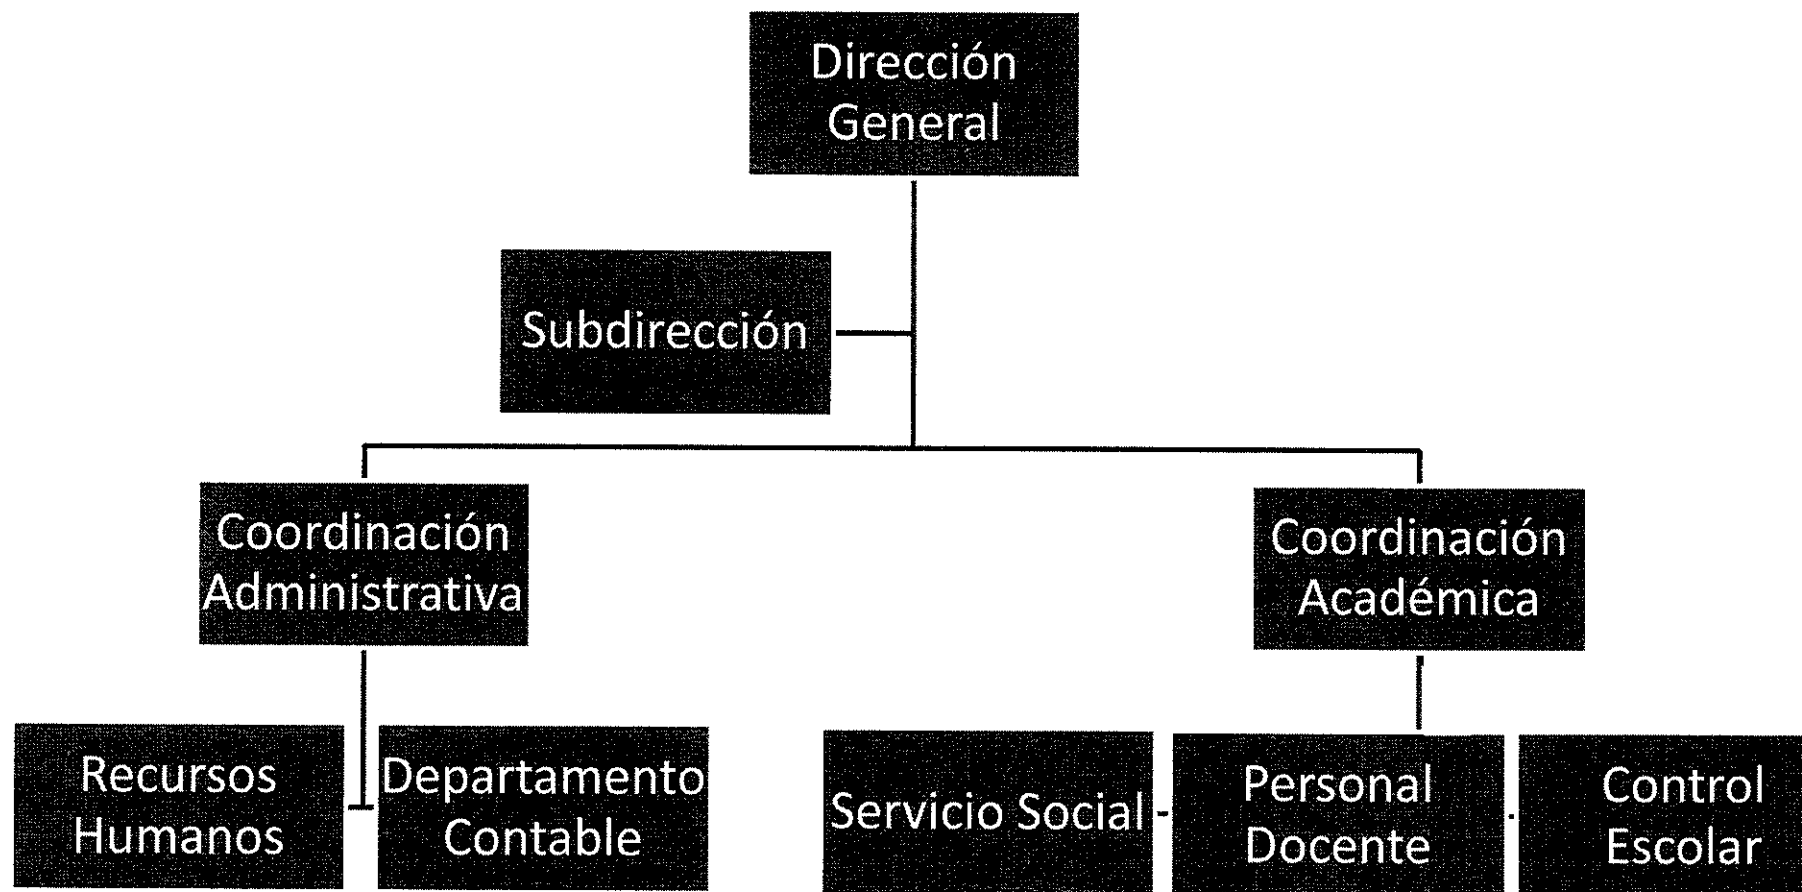 Dirección
General
Subdirección
Coordinación
Administrativa
Coordinación
Académica
Recursos
Humanos
Departamento
Contable
Servicio Social
Personal
Docente
Control
Escolar